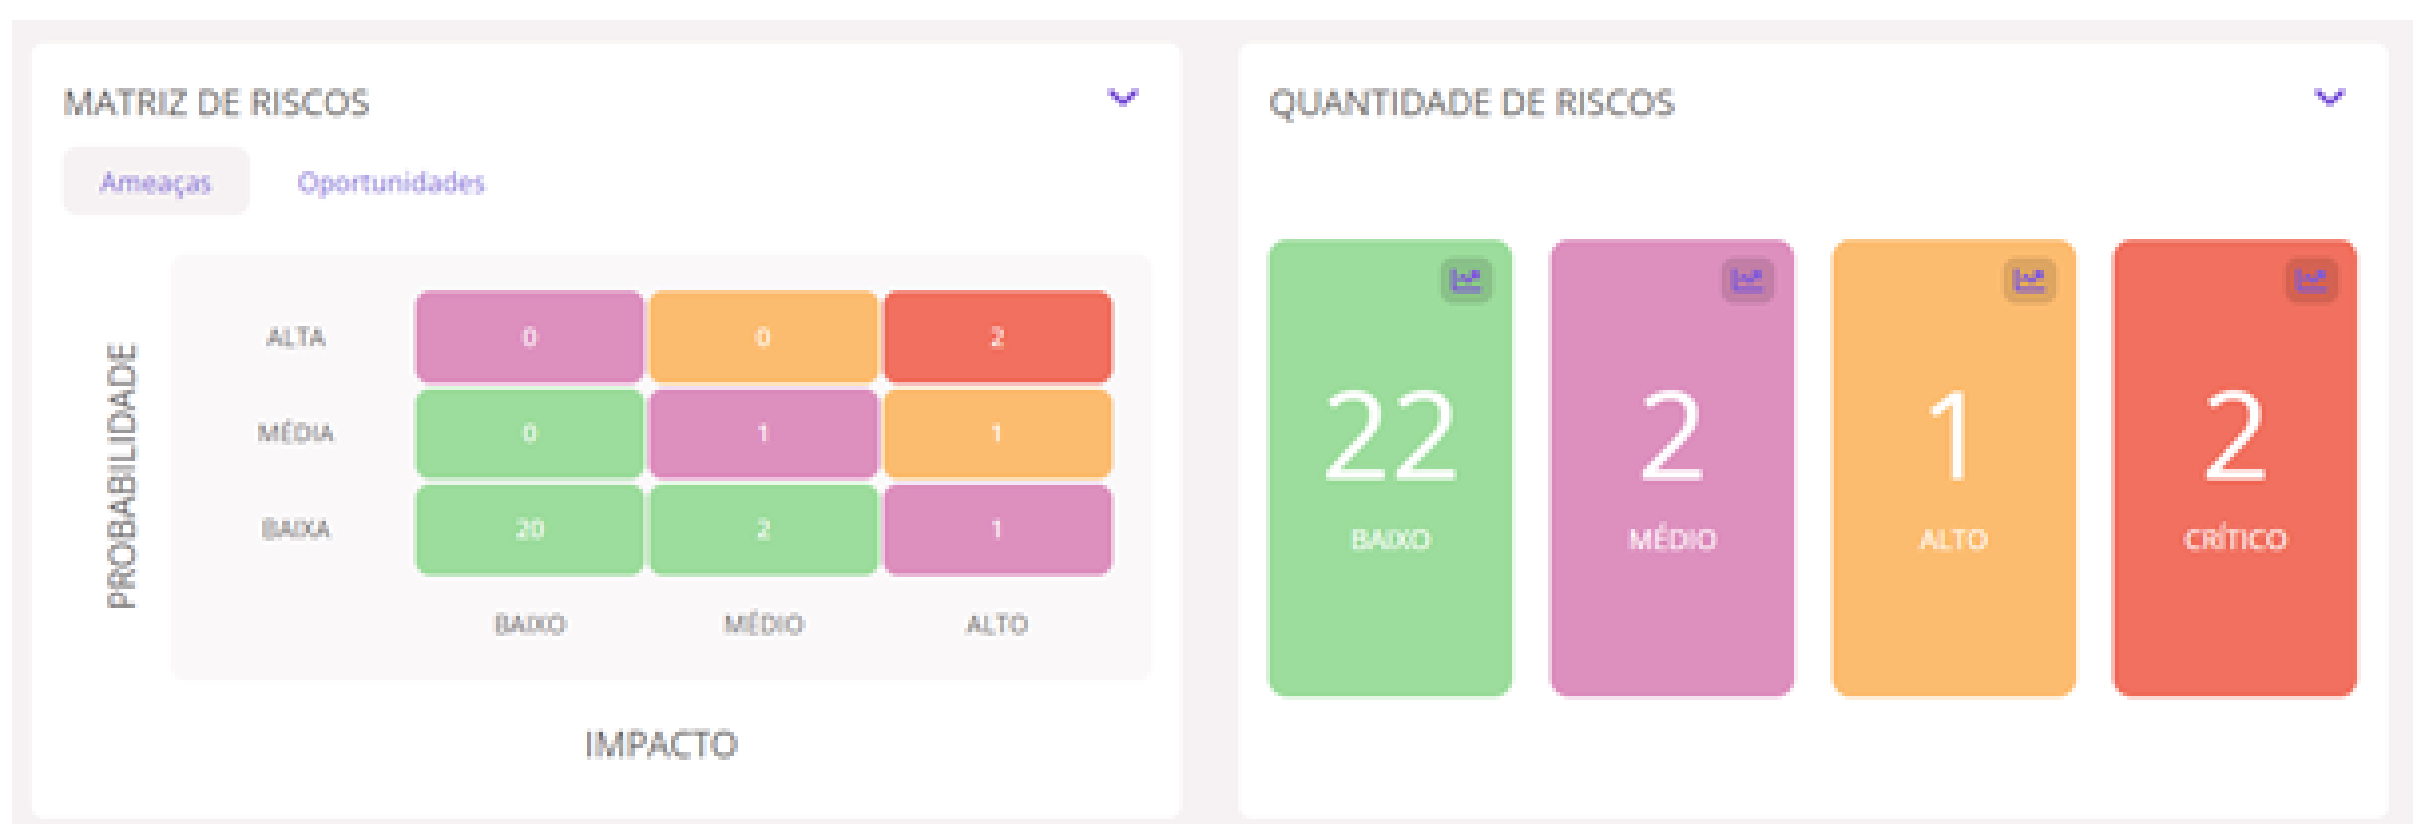 MATRIZ DE RISCOS
Ameaças Oportunidades
PROBABILIDADE
ALTA 0 0 2
MÉDIA 0 1 1
BAIXA 20 2 1
BAIXO MÉDIO ALTO
IMPACTO
QUANTIDADE DE RISCOS
22 2 1 2
BAIXO MÉDIO ALTO CRÍTICO